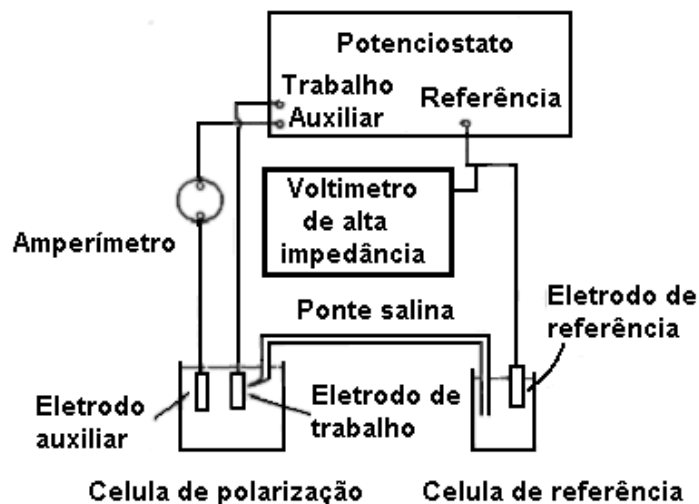 Potenciostato
Trabalho
Auxiliar
Referência
Voltimetro
de alta
impedância
Amperímetro
Ponte salina
Eletrodo de
referência
Eletrodo
auxiliar
Eletrodo de
trabalho
Celula de polarização
Celula de referência